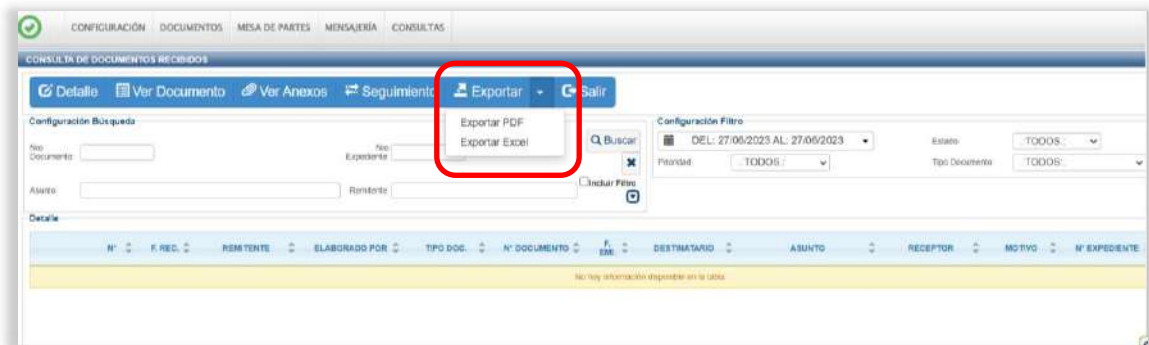 CONFIGURACIÓN DOCUMENTOS MESA DE PARTES MENSAJERÍA CONSULTAS
CONSULTA DE DOCUMENTOS RECIBIDOS
Detalle Ver Documento Ver Anexos Seguimiento Exportar Salir
Exportar PDF
Exportar Excel
Configuración Búsqueda
Nro Documento
Nro Expediente
Buscar
Asunto
Remitente
Incluir Filtro
Configuración Filtro
DEL: 27/06/2023 AL: 27/06/2023
Estado
.:TODOS:.
Prioridad
.:TODOS:.
Tipo Documento
.:TODOS:.
Detalle
N° F. REC. REMITENTE ELABORADO POR TIPO DOC. N° DOCUMENTO F. EMI. DESTINATARIO ASUNTO RECEPTOR MOTIVO N° EXPEDIENTE
No hay información disponible en la tabla